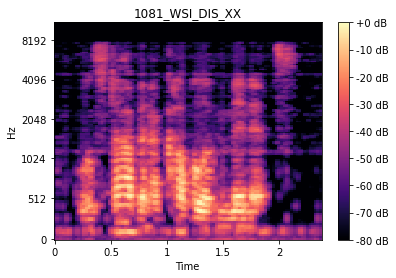 1081_WSI_DIS_XX
8192
4096
2048
1024
512
0
Hz
0
0.5
1
1.5
2
Time
+0 dB
-10 dB
-20 dB
-30 dB
-40 dB
-50 dB
-60 dB
-70 dB
-80 dB